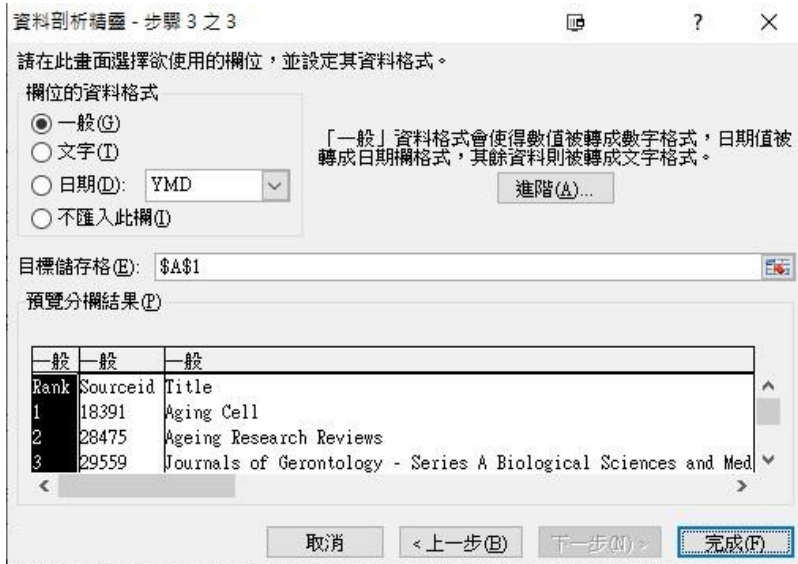 資料剖析精靈 - 步驟 3 之 3
?
請在此畫面選擇欲使用的欄位，並設定其資料格式。
欄位的資料格式
一般(G)
文字(T)
日期(D): YMD
不匯入此欄(I)
「一般」資料格式會使得數值被轉成數字格式，日期值被
轉成日期欄格式，其餘資料則被轉成文字格式。
進階(A)...
目標儲存格(E): $A$1
預覽分欄結果(P)
一般 一般 一般
Rank Sourceid Title
1 18391 Aging Cell
2 28475 Ageing Research Reviews
3 29559 Journals of Gerontology - Series A Biological Sciences and Med
取消 <上一步(B) 下一步(N)> 完成(F)